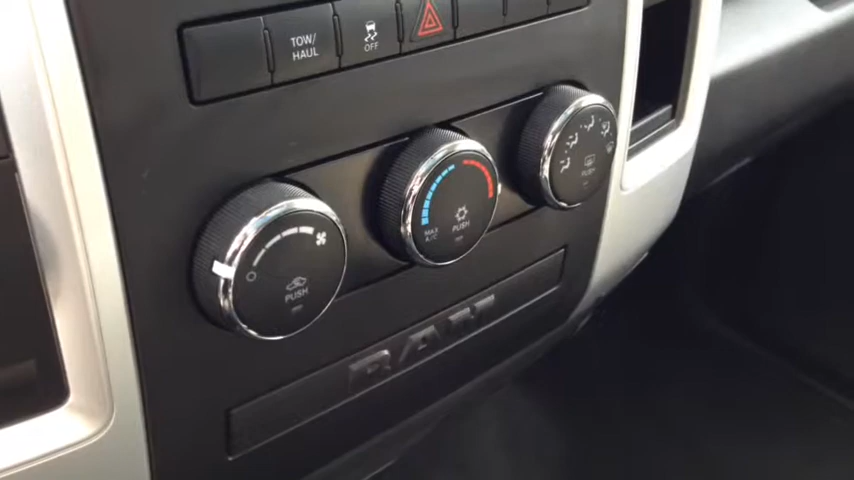 TOW/
HAUL
OFF
PUSH
MAX
A/C
PUSH
PUSH
RAM